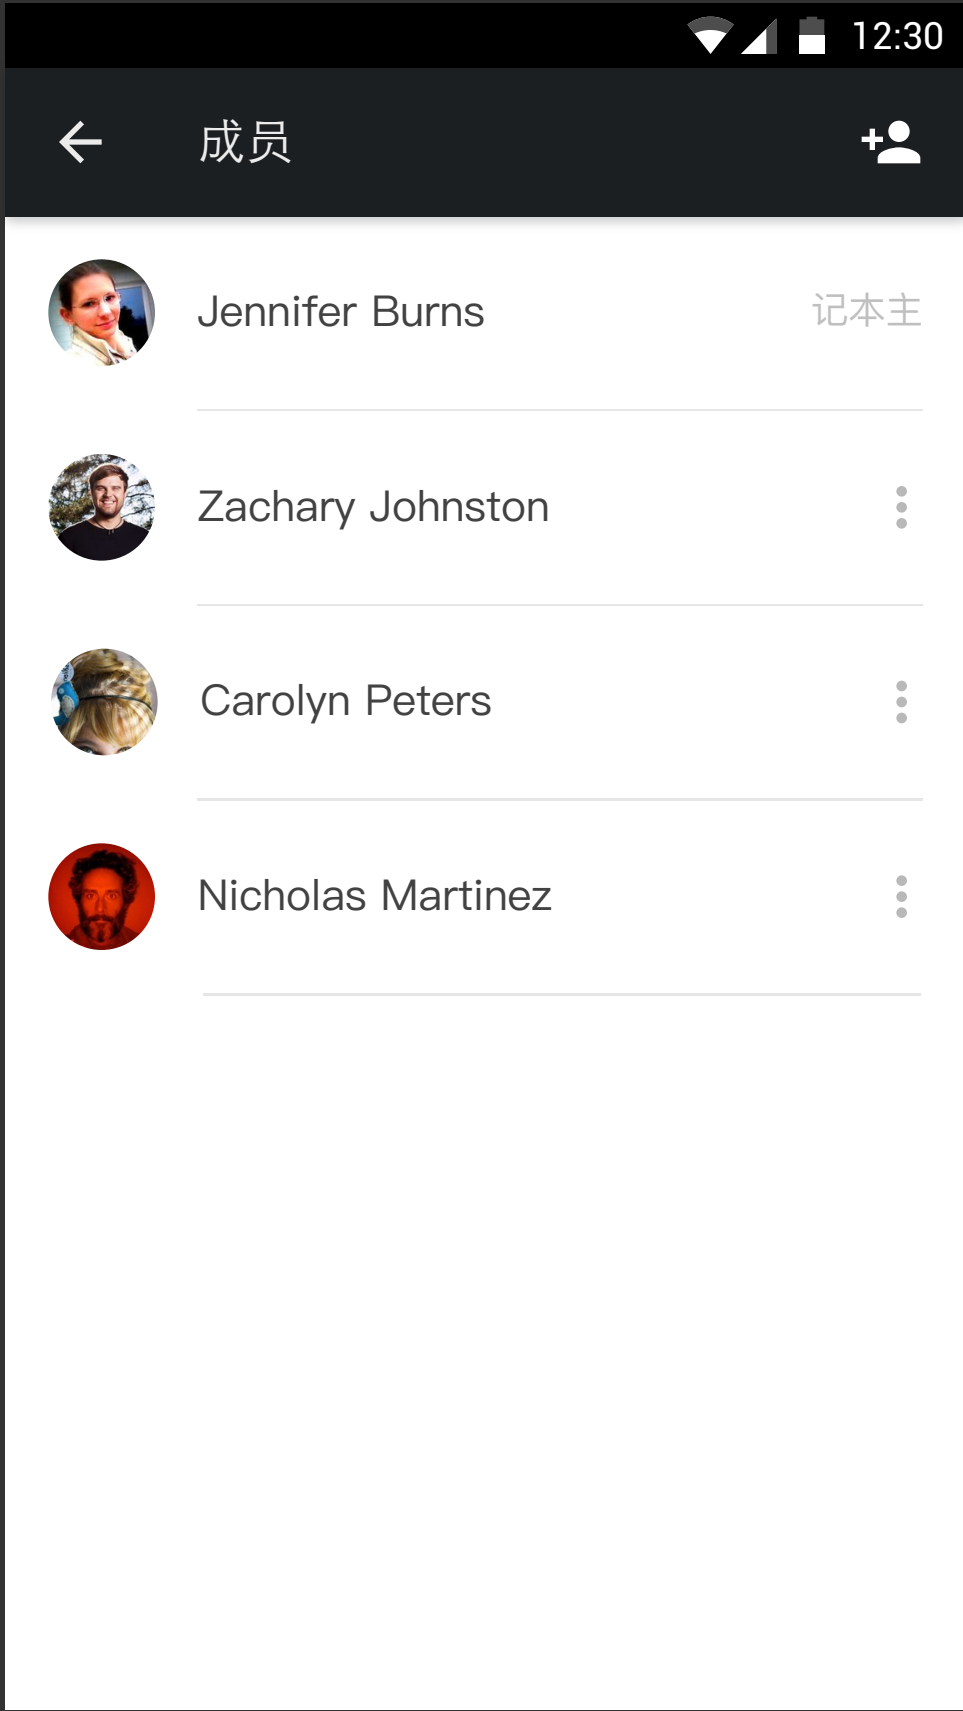 12:30
成员
Jennifer Burns 记本主
Zachary Johnston
Carolyn Peters
Nicholas Martinez